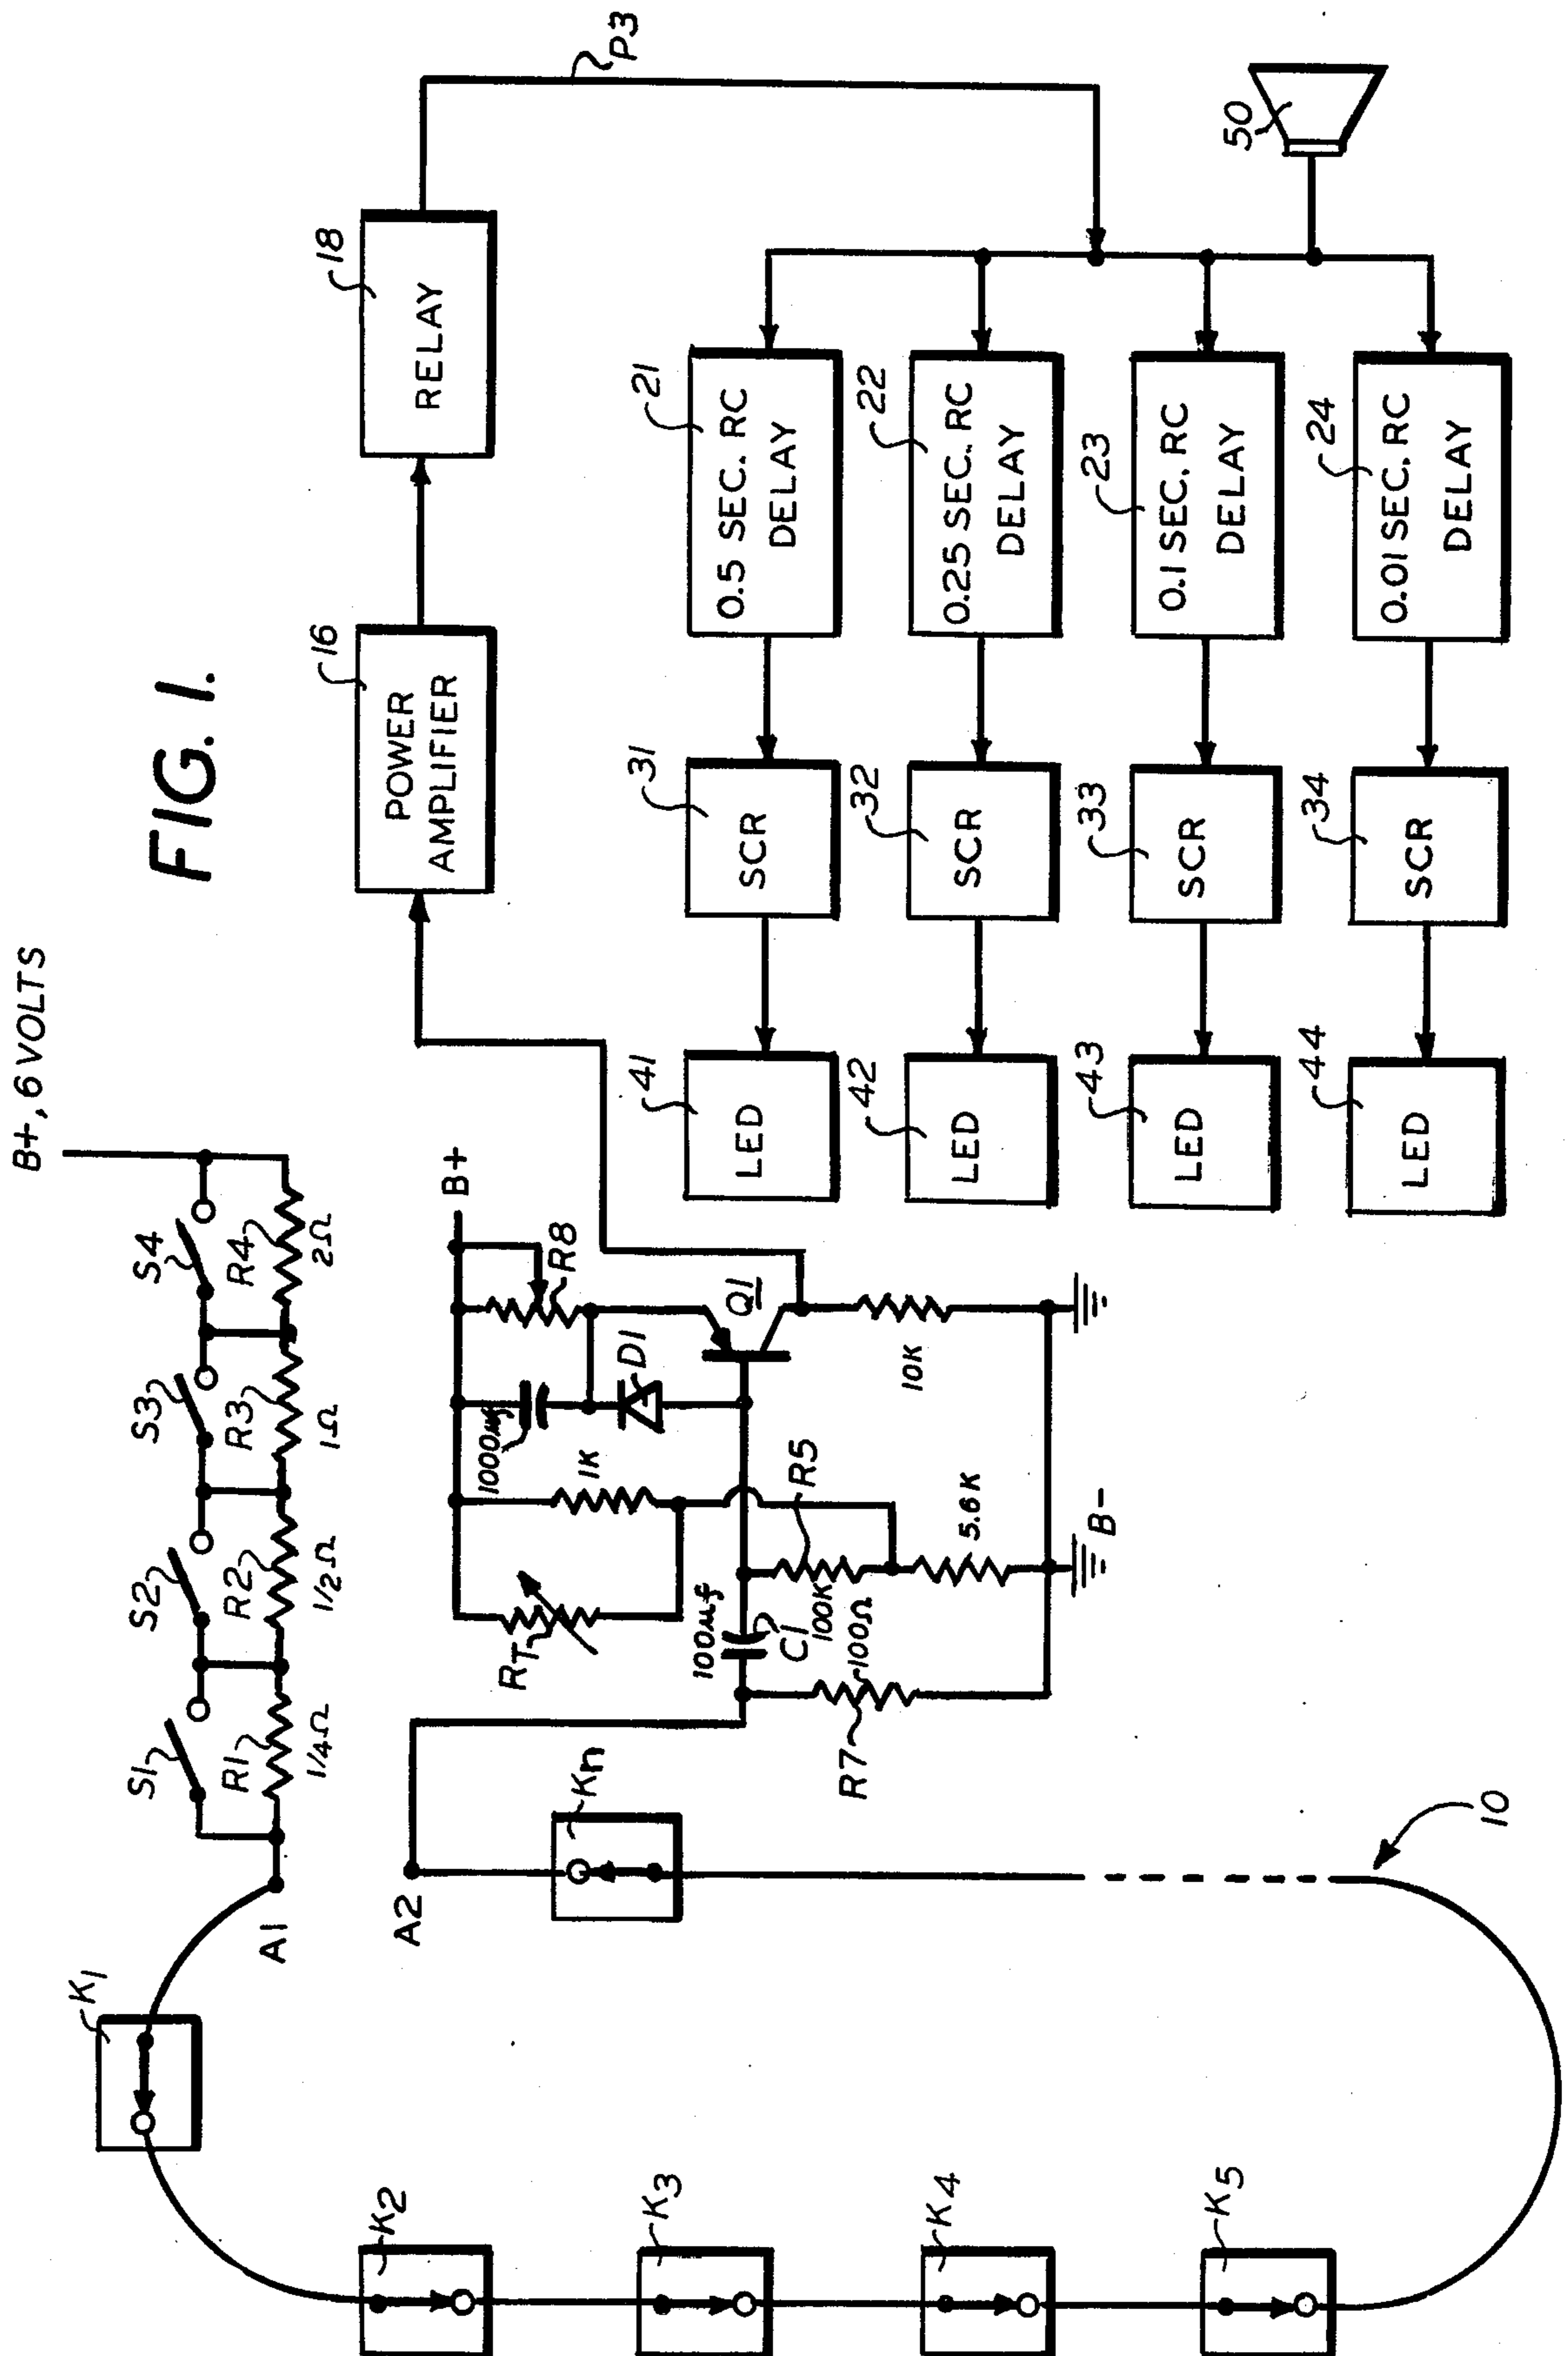 FIG. 1.
B+, 6 VOLTS
S1
S2
S3
S4
R1
R2
R3
R4
1/4Ω
1/2Ω
1Ω
2Ω
A1
A2
K1
K2
K3
K4
K5
Kn
10
B+
RT
1K
1000µf
D1
R8
Q1
100µf
C1
100K
R5
R7
100Ω
5.6K
10K
B-
16
POWER
AMPLIFIER
18
RELAY
P3
50
41
LED
31
SCR
21
0.5 SEC. RC
DELAY
42
LED
32
SCR
22
0.25 SEC. RC
DELAY
43
LED
33
SCR
23
0.1 SEC. RC
DELAY
44
LED
34
SCR
24
0.01 SEC. RC
DELAY